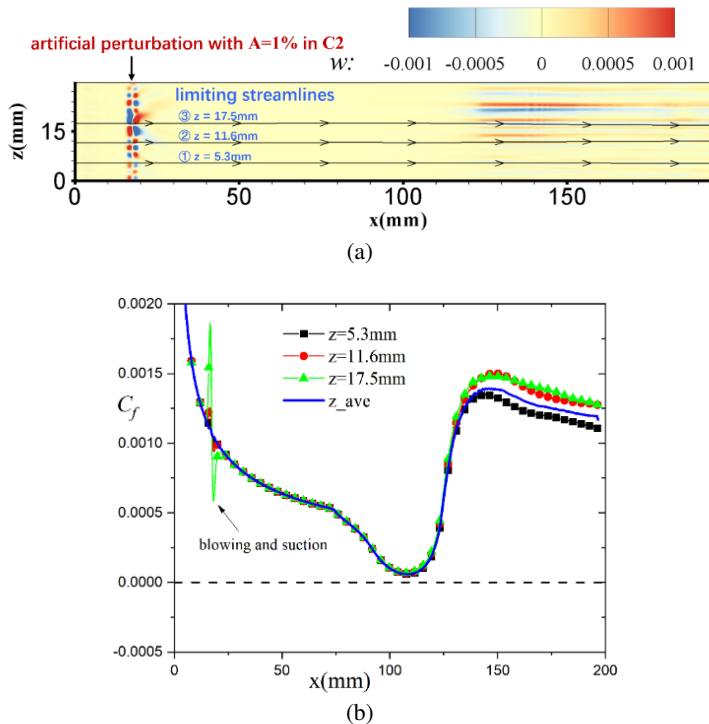 artificial perturbation with A=1% in C2
w:
-0.001 -0.0005 0 0.0005 0.001
limiting streamlines
③ z = 17.5mm
② z = 11.6mm
① z = 5.3mm
z(mm)
15
0
0 50 100 150
x(mm)
(a)
0.0020
0.0015
0.0010
0.0005
0.0000
-0.0005
C_f
z=5.3mm
z=11.6mm
z=17.5mm
z_ave
blowing and suction
0 50 100 150 200
x(mm)
(b)